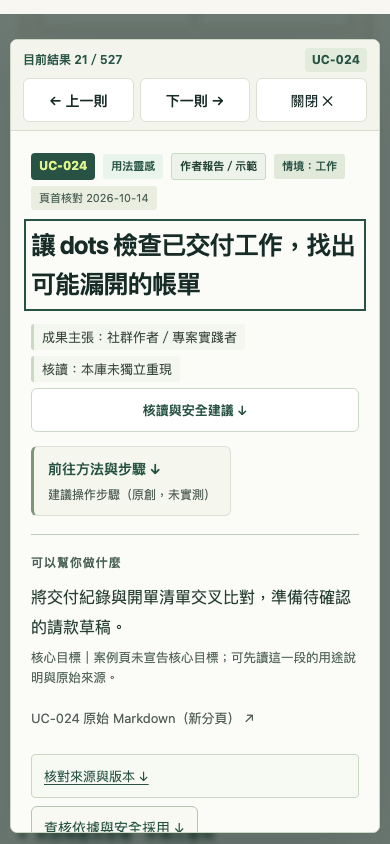 目前結果 21 / 527
UC-024
← 上一則
下一則 →
關閉 ✕
UC-024
用法靈感
作者報告 / 示範
情境：工作
頁首核對 2026-10-14
讓 dots 檢查已交付工作，找出
可能漏開的帳單
成果主張：社群作者 / 專案實踐者
核讀：本庫未獨立重現
核讀與安全建議 ↓
前往方法與步驟 ↓
建議操作步驟（原創，未實測）
可以幫你做什麼
將交付紀錄與開單清單交叉比對，準備待確認
的請款草稿。
核心目標｜案例頁未宣告核心目標；可先讀這一段的用途說
明與原始來源。
UC-024 原始 Markdown（新分頁） ↗
核對來源與版本 ↓
查核依據與安全採用 ↓